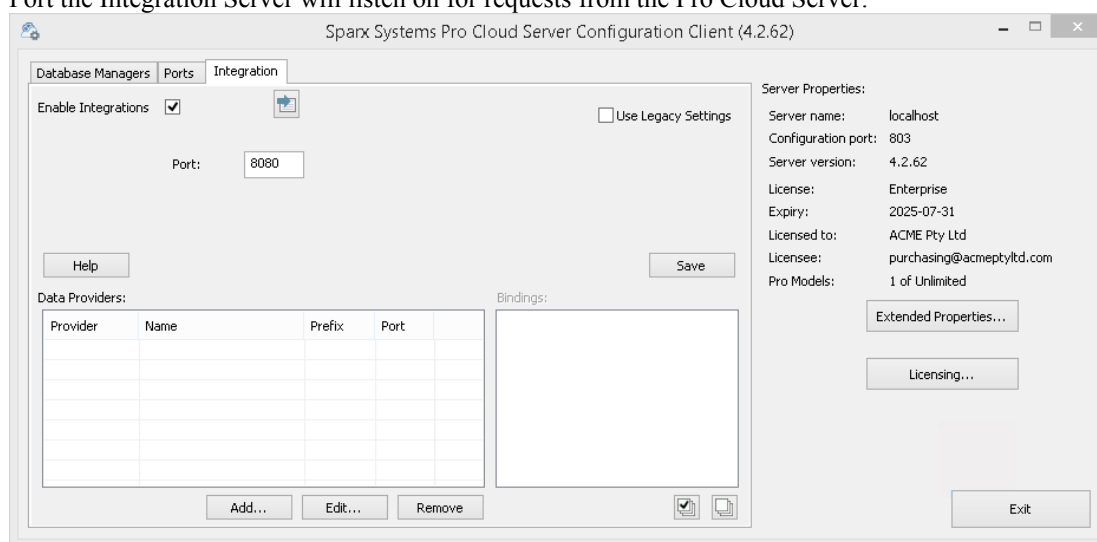 Port the Integration Server will listen on for requests from the Pro Cloud Server.
Sparx Systems Pro Cloud Server Configuration Client (4.2.62)
Database Managers Ports Integration
Enable Integrations
Use Legacy Settings
Port: 8080
Help
Save
Data Providers:
Bindings:
Provider Name Prefix Port
Add... Edit... Remove
Server Properties:
Server name: localhost
Configuration port: 803
Server version: 4.2.62
License: Enterprise
Expiry: 2025-07-31
Licensed to: ACME Pty Ltd
Licensee: purchasing@acmeptyltd.com
Pro Models: 1 of Unlimited
Extended Properties...
Licensing...
Exit